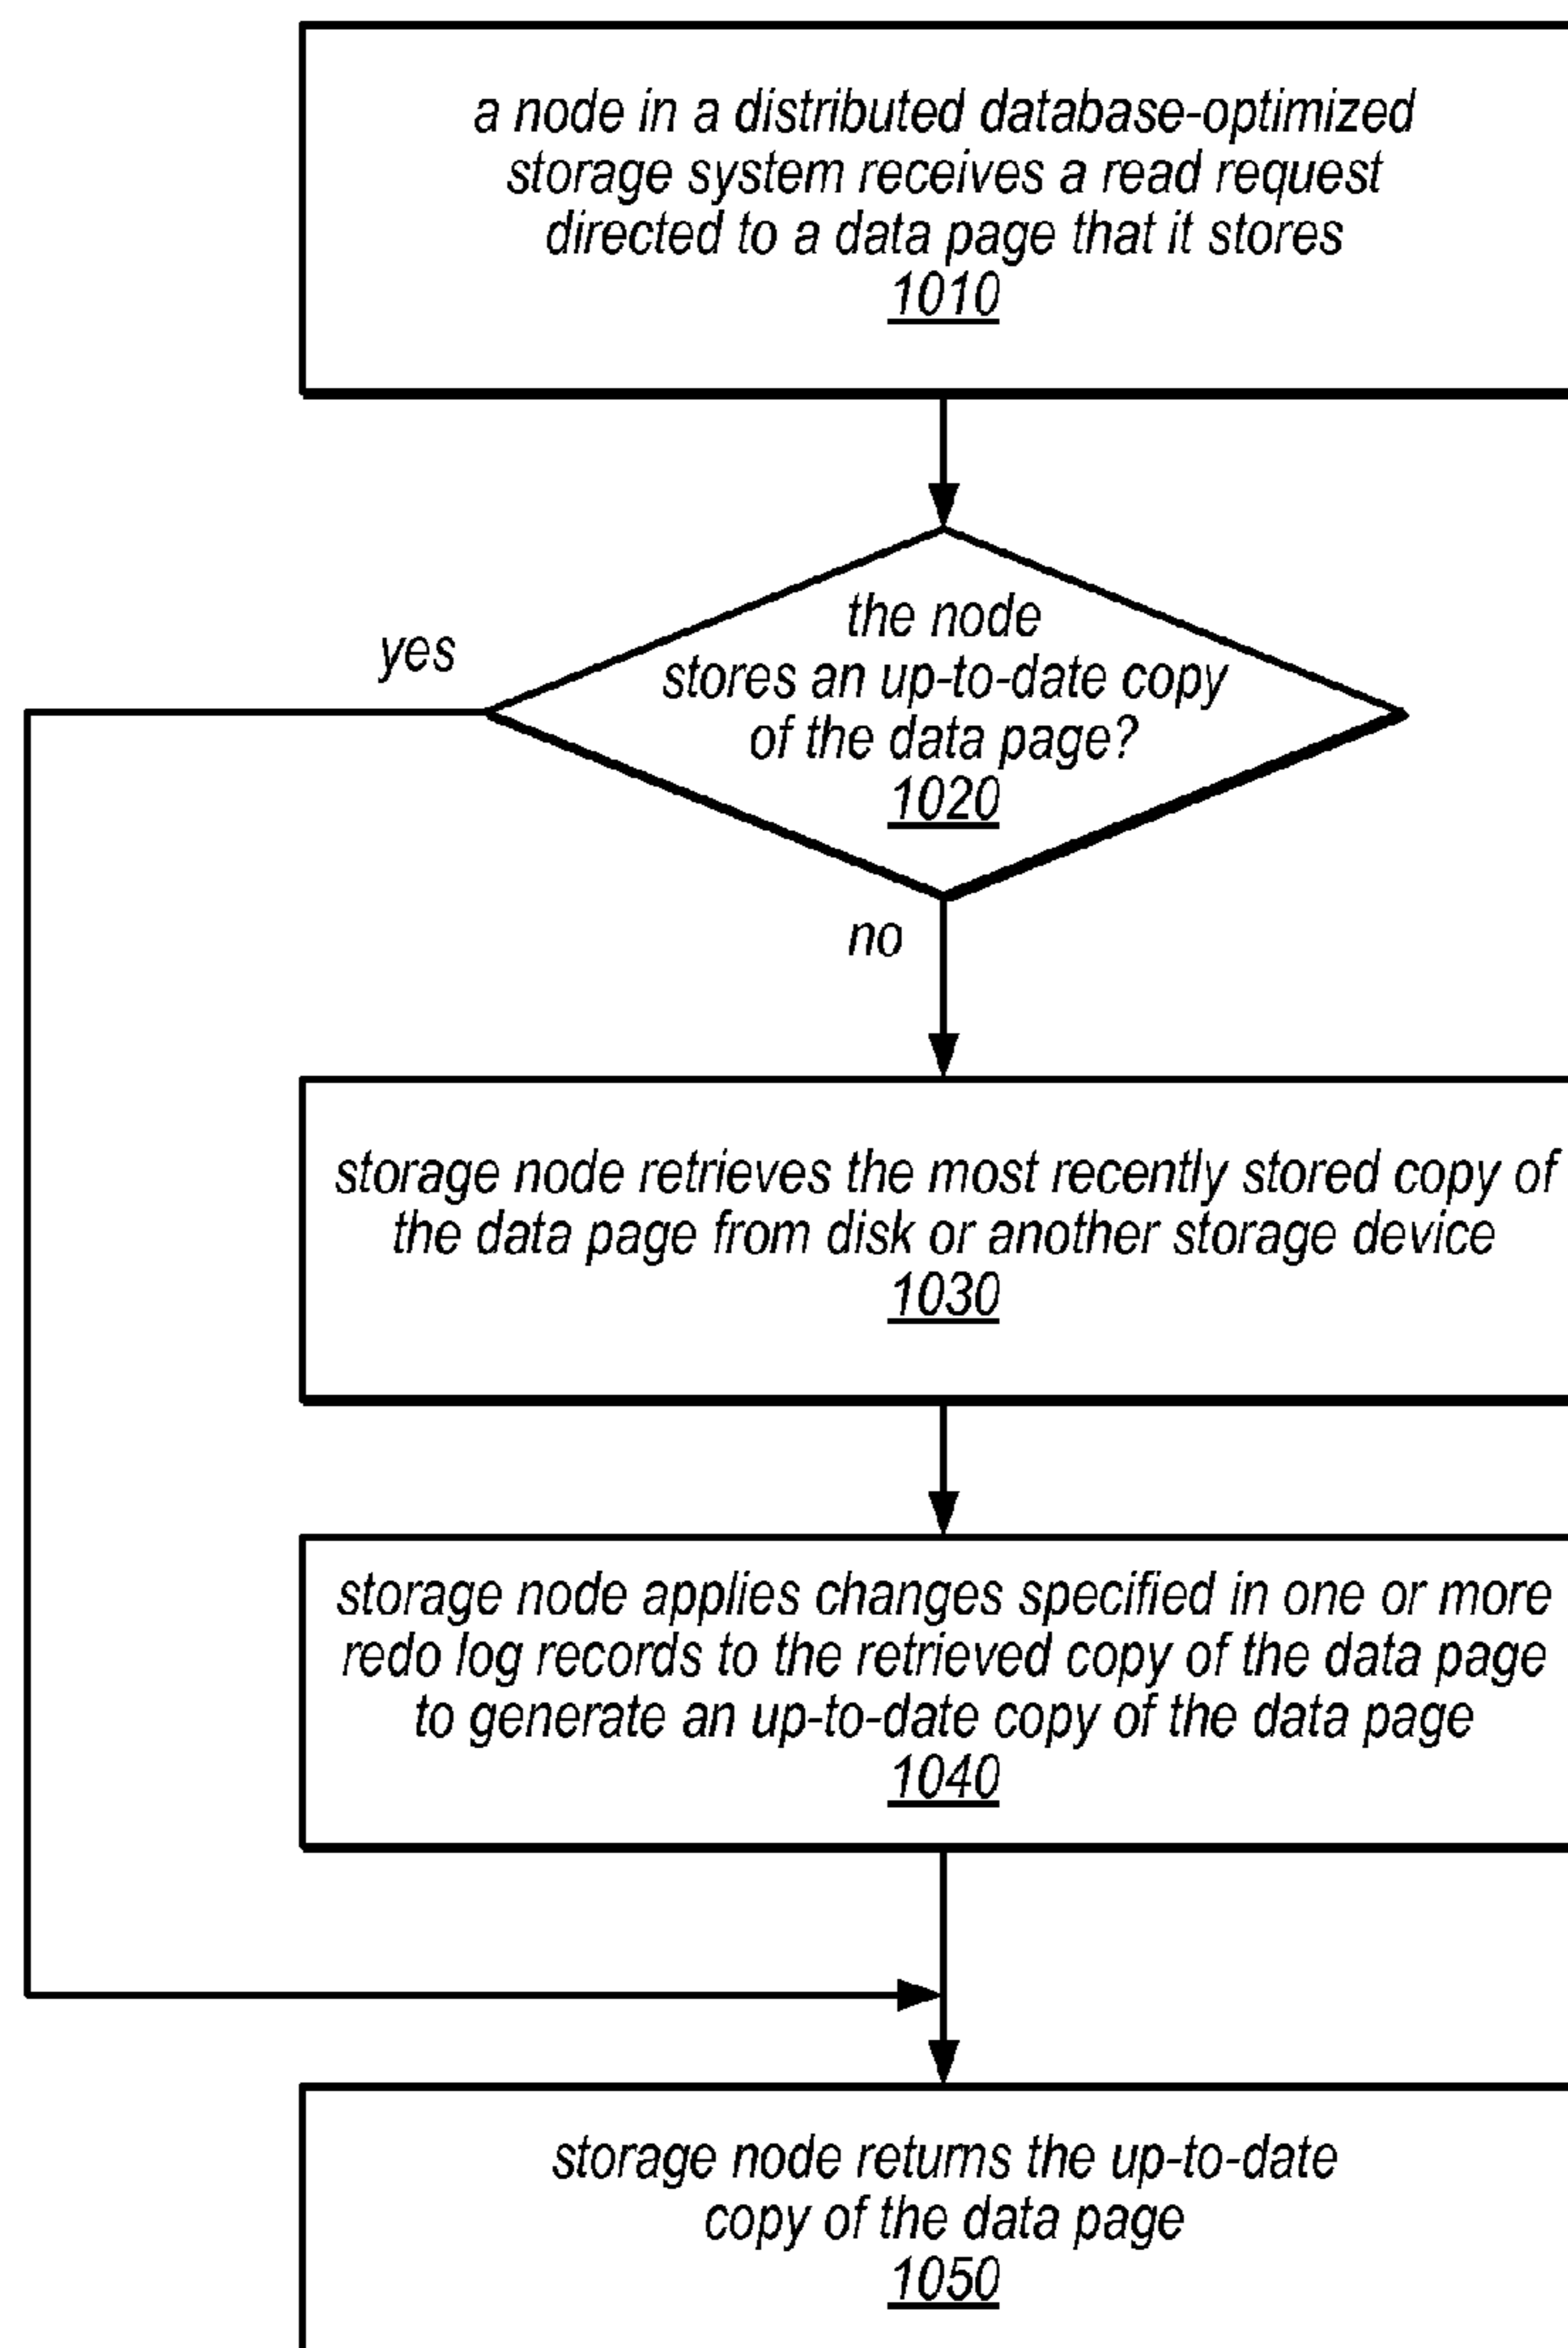 a node in a distributed database-optimized
storage system receives a read request
directed to a data page that it stores
1010
the node
stores an up-to-date copy
of the data page?
1020
yes
no
storage node retrieves the most recently stored copy of
the data page from disk or another storage device
1030
storage node applies changes specified in one or more
redo log records to the retrieved copy of the data page
to generate an up-to-date copy of the data page
1040
storage node returns the up-to-date
copy of the data page
1050